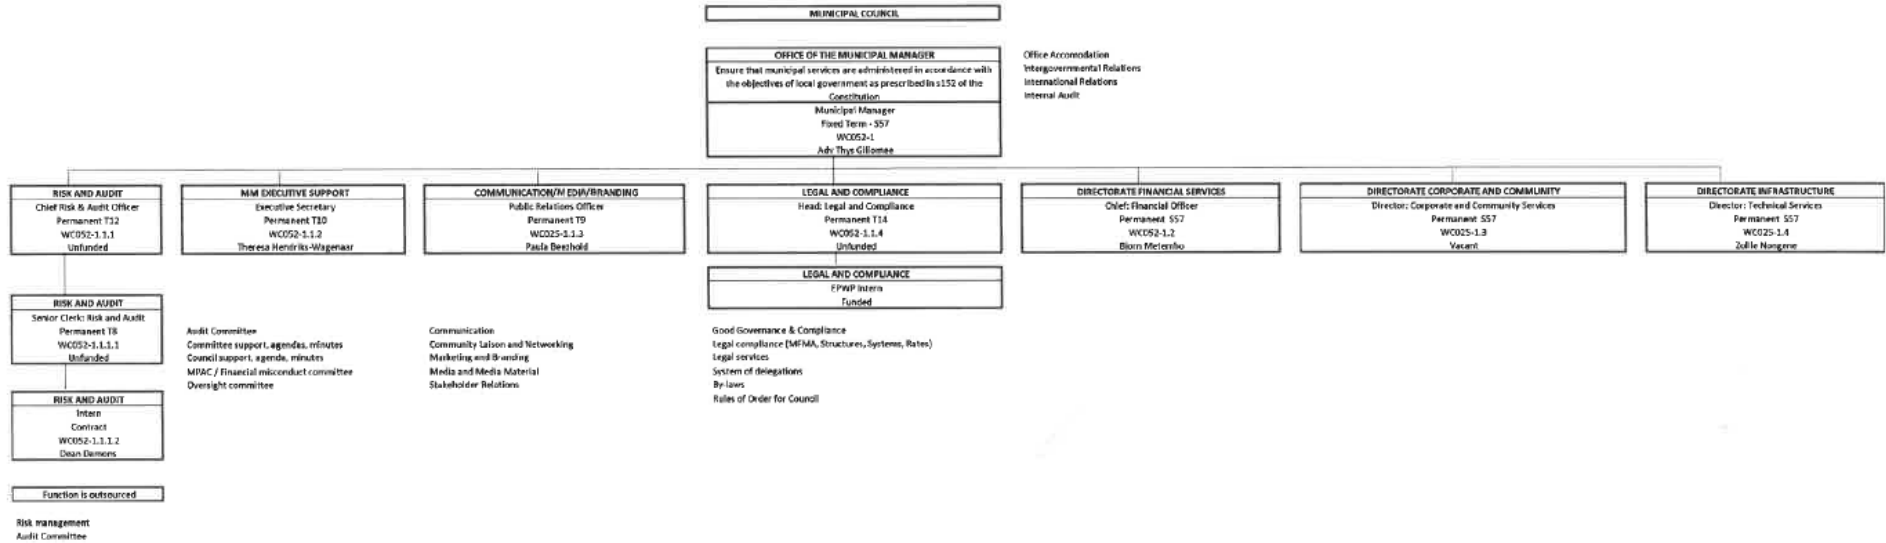 MUNICIPAL COUNCIL
OFFICE OF THE MUNICIPAL MANAGER
Ensure that municipal services are administered in accordance with
the objectives of local government as prescribed in s152 of the
Constitution
Municipal Manager
Fixed Term - S57
WC052-1
Adv Thys Giliomee
Office Accomodation
Intergovernmental Relations
International Relations
Internal Audit
RISK AND AUDIT
Chief Risk & Audit Officer
Permanent T12
WC052-1.1.1
Unfunded
MM EXECUTIVE SUPPORT
Executive Secretary
Permanent T10
WC052-1.1.2
Theresa Hendriks-Wagenaar
COMMUNICATION/MEDIA/BRANDING
Public Relations Officer
Permanent T9
WC025-1.1.3
Paula Beezhold
LEGAL AND COMPLIANCE
Head: Legal and Compliance
Permanent T14
WC052-1.1.4
Unfunded
DIRECTORATE FINANCIAL SERVICES
Chief: Financial Officer
Permanent S57
WC052-1.2
Biorn
DIRECTORATE CORPORATE AND COMMUNITY
Director: Corporate and Community Services
Permanent S57
WC025-1.3
Vacant
DIRECTORATE INFRASTRUCTURE
Director: Technical Services
Permanent S57
WC025-1.4
Zolile Nongene
LEGAL AND COMPLIANCE
EPWP Intern
Funded
RISK AND AUDIT
Senior Clerk: Risk and Audit
Permanent T8
WC052-1.1.1.1
Unfunded
Audit Committee
Committee support, agendas, minutes
Council support, agenda, minutes
MPAC / Financial misconduct committee
Oversight committee
Communication
Community Laison and Networking
Marketing and Branding
Media and Media Material
Stakeholder Relations
Good Governance & Compliance
Legal compliance (MFMA, Structures, Systems, Rates)
Legal services
System of delegations
By-laws
Rules of Order for Council
RISK AND AUDIT
Intern
Contract
WC052-1.1.1.2
Dean Damons
Function is outsourced
Risk management
Audit Committee